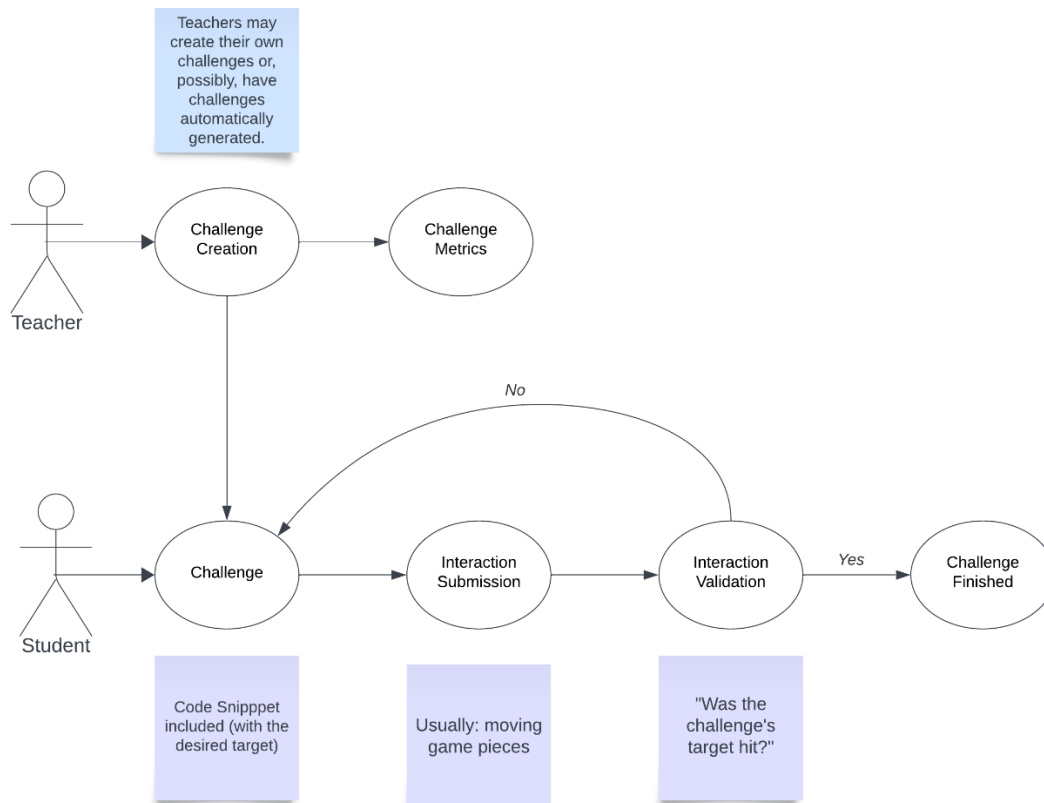 Teachers may
create their own
challenges or,
possibly, have
challenges
automatically
generated.
Challenge
Creation
Challenge
Metrics
Teacher
No
Challenge
Interaction
Submission
Interaction
Validation
Yes
Challenge
Finished
Student
Code Snipppet
included (with the
desired target)
Usually: moving
game pieces
"Was the
challenge's
target hit?"